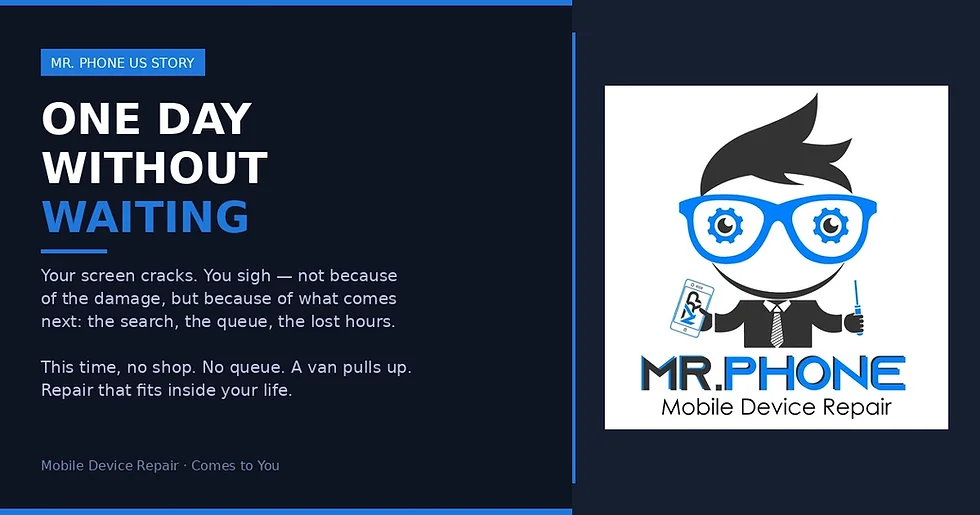 MR. PHONE US STORY
ONE DAY
WITHOUT
WAITING
Your screen cracks. You sigh — not because
of the damage, but because of what comes
next: the search, the queue, the lost hours.
This time, no shop. No queue. A van pulls up.
Repair that fits inside your life.
Mobile Device Repair · Comes to You
MR.PHONE
Mobile Device Repair